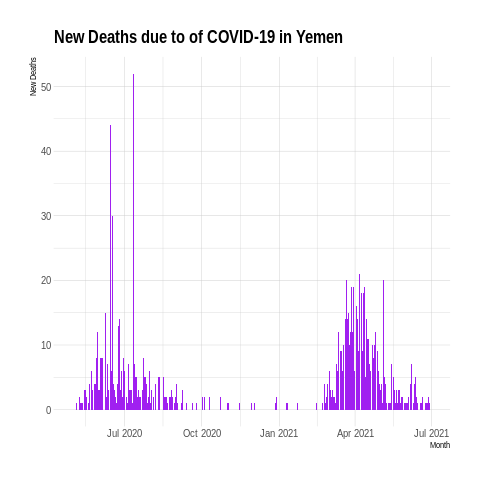 New Deaths due to of COVID-19 in Yemen
New Deaths
50
40
30
20
10
0
Jul 2020 Oct 2020 Jan 2021 Apr 2021 Jul 2021
Month